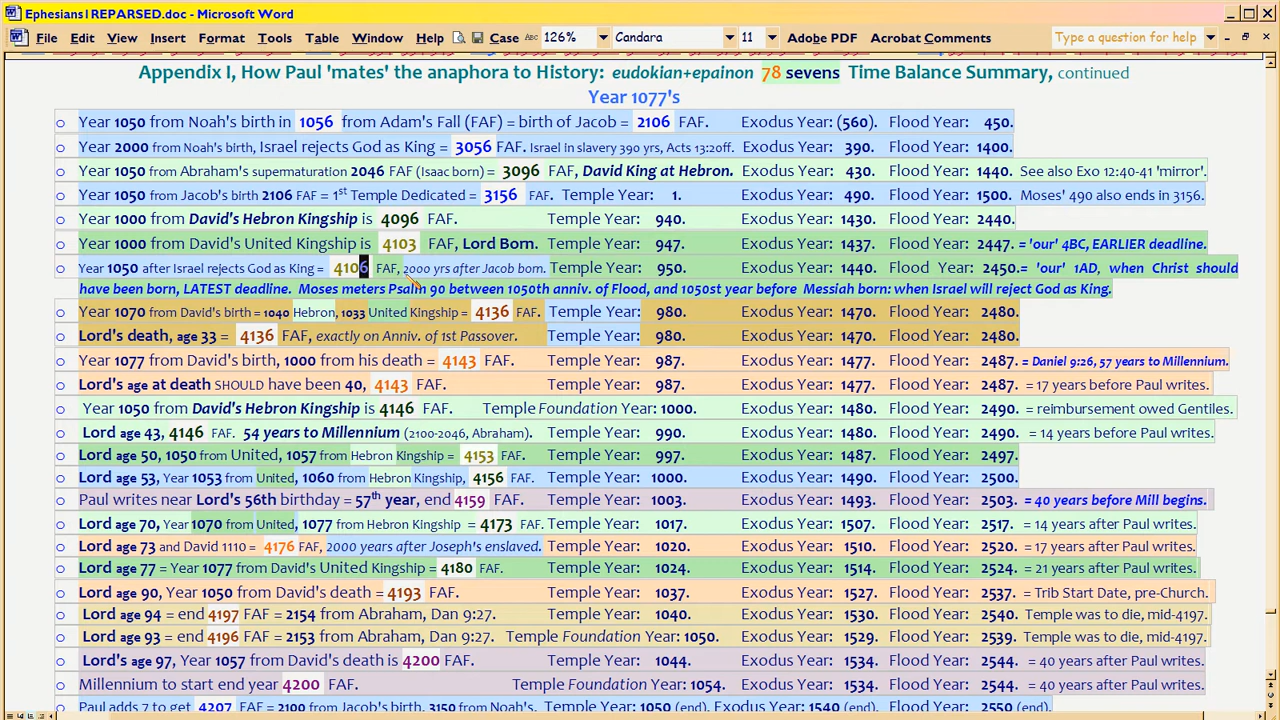 Ephesians1REPARSED.doc - Microsoft Word
File Edit View Insert Format Tools Table Window Help Case 126% Candara 11 Adobe PDF Acrobat Comments Type a question for help
Appendix I, How Paul 'mates' the anaphora to History: eudokian+epainon 78 sevens Time Balance Summary, continued
Year 1077's
o Year 1050 from Noah's birth in 1056 from Adam's Fall (FAF) = birth of Jacob = 2106 FAF. Exodus Year: (560). Flood Year: 450.
o Year 2000 from Noah's birth, Israel rejects God as King = 3056 FAF. Israel in slavery 390 yrs, Acts 13:20ff. Exodus Year: 390. Flood Year: 1400.
o Year 1050 from Abraham's supermaturation 2046 FAF (Isaac born) = 3096 FAF, David King at Hebron. Exodus Year: 430. Flood Year: 1440. See also Exo 12:40-41 'mirror'.
o Year 1050 from Jacob's birth 2106 FAF = 1st Temple Dedicated = 3156 FAF. Temple Year: 1. Exodus Year: 490. Flood Year: 1500. Moses' 490 also ends in 3156.
o Year 1000 from David's Hebron Kingship is 4096 FAF. Temple Year: 940. Exodus Year: 1430. Flood Year: 2440.
o Year 1000 from David's United Kingship is 4103 FAF, Lord Born. Temple Year: 947. Exodus Year: 1437. Flood Year: 2447. = 'our' 4BC, EARLIER deadline.
o Year 1050 after Israel rejects God as King = 4106 FAF, 2000 yrs after Jacob born. Temple Year: 950. Exodus Year: 1440. Flood Year: 2450. = 'our' 1AD, when Christ should
have been born, LATEST deadline. Moses meters Psalm 90 between 1050th anniv. of Flood, and 1050st year before Messiah born: when Israel will reject God as King.
o Year 1070 from David's birth = 1040 Hebron, 1033 United Kingship = 4136 FAF. Temple Year: 980. Exodus Year: 1470. Flood Year: 2480.
o Lord's death, age 33 = 4136 FAF, exactly on Anniv. of 1st Passover. Temple Year: 980. Exodus Year: 1470. Flood Year: 2480.
o Year 1077 from David's birth, 1000 from his death = 4143 FAF. Temple Year: 987. Exodus Year: 1477. Flood Year: 2487. = Daniel 9:26, 57 years to Millennium.
o Lord's age at death SHOULD have been 40, 4143 FAF. Temple Year: 987. Exodus Year: 1477. Flood Year: 2487. = 17 years before Paul writes.
o Year 1050 from David's Hebron Kingship is 4146 FAF. Temple Foundation Year: 1000. Exodus Year: 1480. Flood Year: 2490. = reimbursement owed Gentiles.
o Lord age 43, 4146 FAF. 54 years to Millennium (2100-2046, Abraham). Temple Year: 990. Exodus Year: 1480. Flood Year: 2490. = 14 years before Paul writes.
o Lord age 50, 1050 from United, 1057 from Hebron Kingship = 4153 FAF. Temple Year: 997. Exodus Year: 1487. Flood Year: 2497.
o Lord age 53, Year 1053 from United, 1060 from Hebron Kingship, 4156 FAF. Temple Year: 1000. Exodus Year: 1490. Flood Year: 2500.
o Paul writes near Lord's 56th birthday = 57th year, end 4159 FAF. Temple Year: 1003. Exodus Year: 1493. Flood Year: 2503. = 40 years before Mill begins.
o Lord age 70, Year 1070 from United, 1077 from Hebron Kingship = 4173 FAF. Temple Year: 1017. Exodus Year: 1507. Flood Year: 2517. = 14 years after Paul writes.
o Lord age 73 and David 1110 = 4176 FAF, 2000 years after Joseph's enslaved. Temple Year: 1020. Exodus Year: 1510. Flood Year: 2520. = 17 years after Paul writes.
o Lord age 77 = Year 1077 from David's United Kingship = 4180 FAF. Temple Year: 1024. Exodus Year: 1514. Flood Year: 2524. = 21 years after Paul writes.
o Lord age 90, Year 1050 from David's death = 4193 FAF. Temple Year: 1037. Exodus Year: 1527. Flood Year: 2537. = Trib Start Date, pre-Church.
o Lord age 94 = end 4197 FAF = 2154 from Abraham, Dan 9:27. Temple Year: 1040. Exodus Year: 1530. Flood Year: 2540. Temple was to die, mid-4197.
o Lord age 93 = end 4196 FAF = 2153 from Abraham, Dan 9:27. Temple Foundation Year: 1050. Exodus Year: 1529. Flood Year: 2539. Temple was to die, mid-4197.
o Lord's age 97, Year 1057 from David's death is 4200 FAF. Temple Year: 1044. Exodus Year: 1534. Flood Year: 2544. = 40 years after Paul writes.
o Millennium to start end year 4200 FAF. Temple Foundation Year: 1054. Exodus Year: 1534. Flood Year: 2544. = 40 years after Paul writes.
o Paul adds 7 to get 4207 FAF = 2100 from Jacob's birth, 3150 from Noah's. Temple Year: 1050 (end). Exodus Year: 1540 (end). Flood Year: 2550 (end).